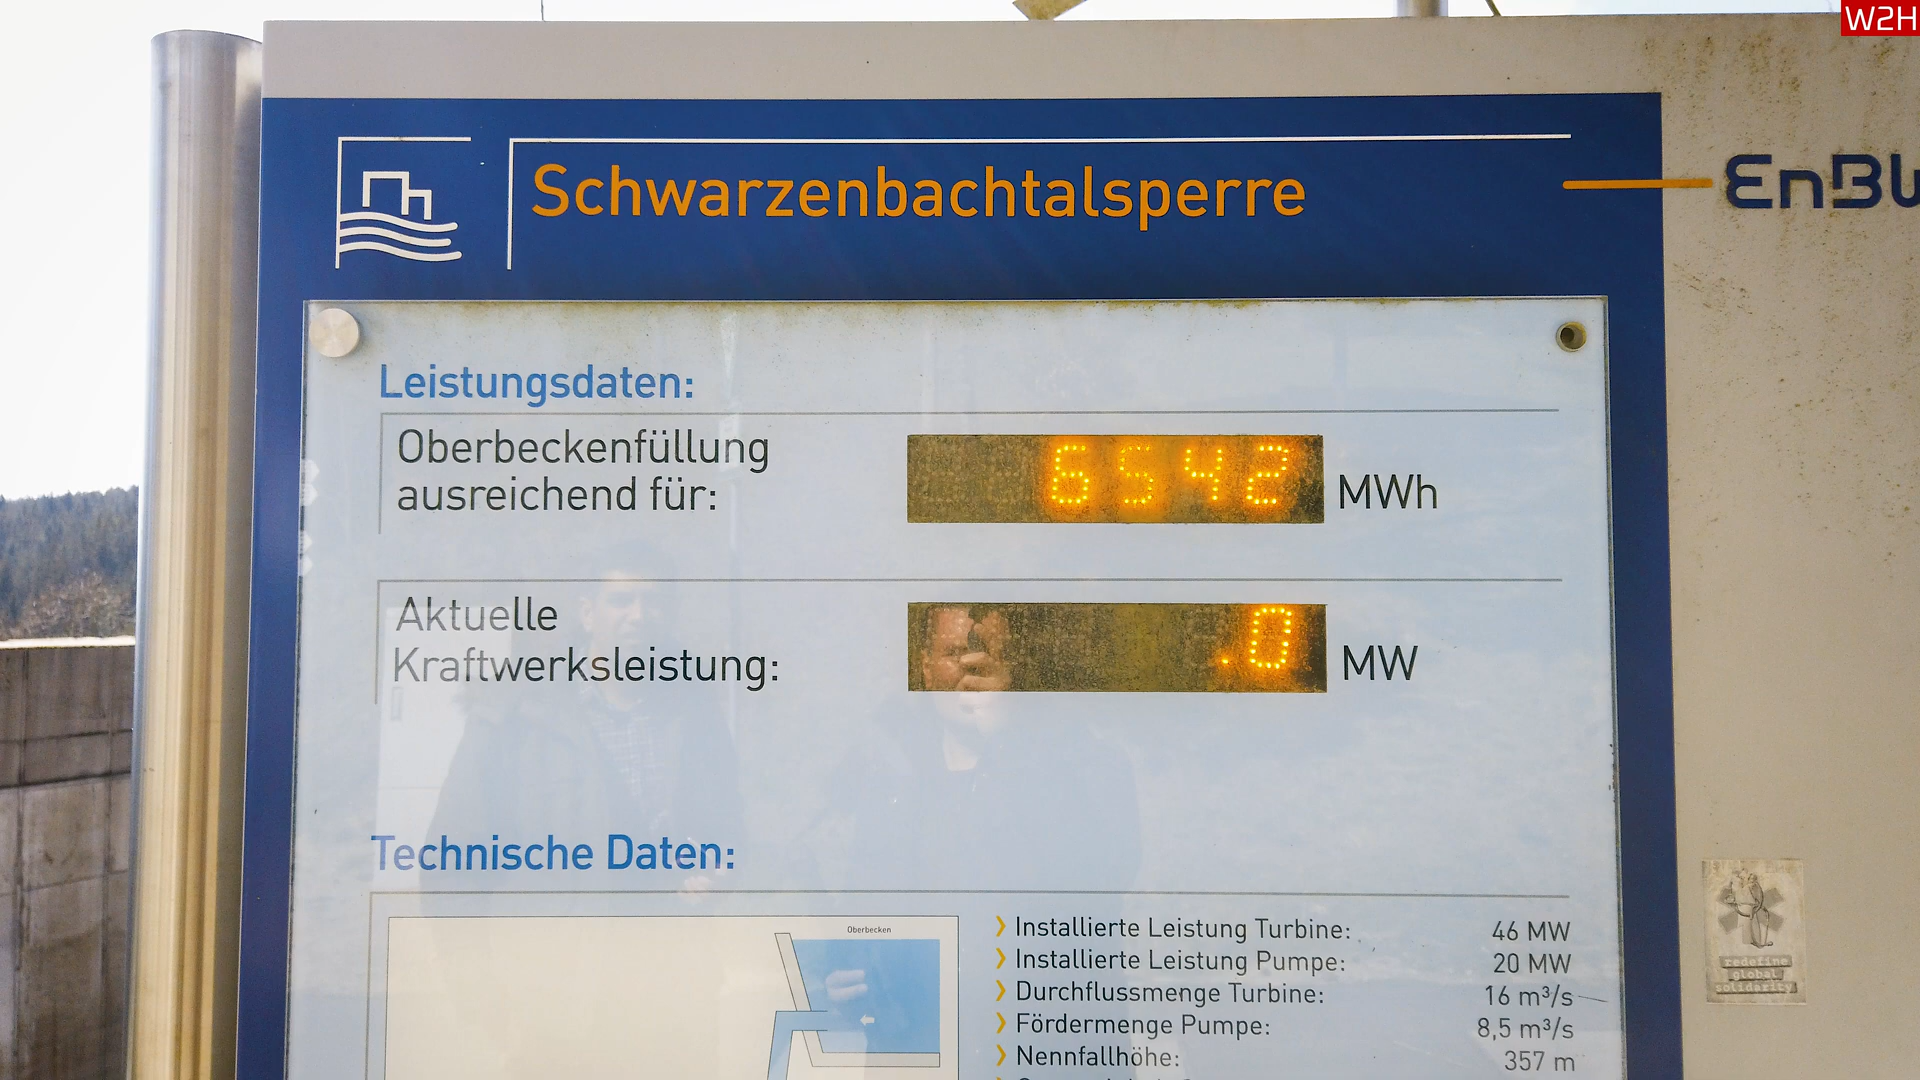 W2H
Schwarzenbachtalsperre
EnBW
Leistungsdaten:
Oberbeckenfüllung
ausreichend für:
6542 MWh
Aktuelle
Kraftwerksleistung:
.0 MW
Technische Daten:
Oberbecken
Installierte Leistung Turbine: 46 MW
Installierte Leistung Pumpe: 20 MW
Durchflussmenge Turbine: 16 m³/s
Fördermenge Pumpe: 8,5 m³/s
Nennfallhöhe: 357 m
redefine
global
solidarity